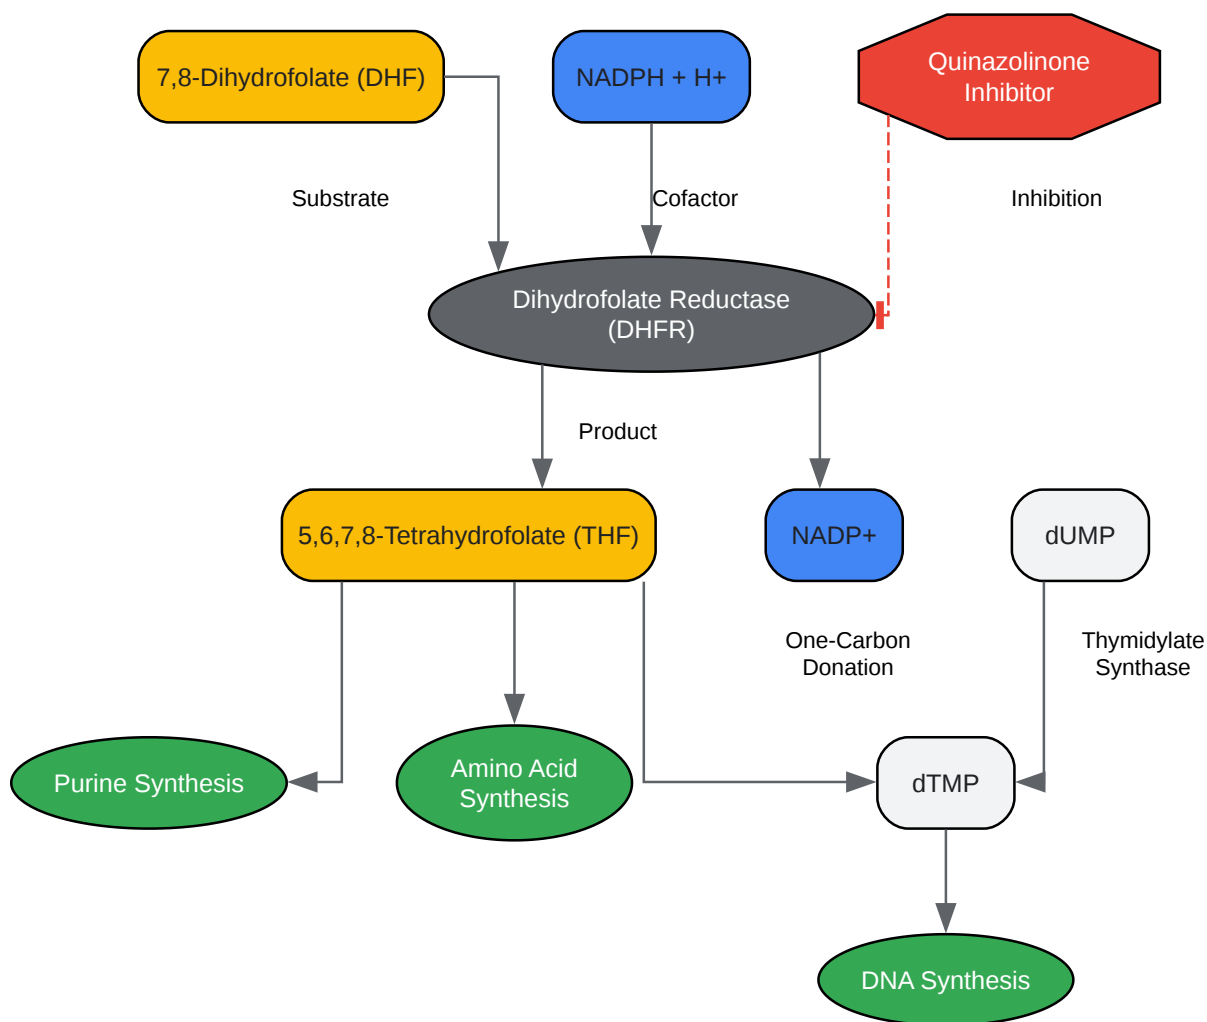 7,8-Dihydrofolate (DHF)
NADPH + H+
Quinazolinone
Inhibitor
Substrate
Cofactor
Inhibition
Dihydrofolate Reductase
(DHFR)
Product
5,6,7,8-Tetrahydrofolate (THF)
NADP+
dUMP
One-Carbon
Donation
Thymidylate
Synthase
Purine Synthesis
Amino Acid
Synthesis
dTMP
DNA Synthesis